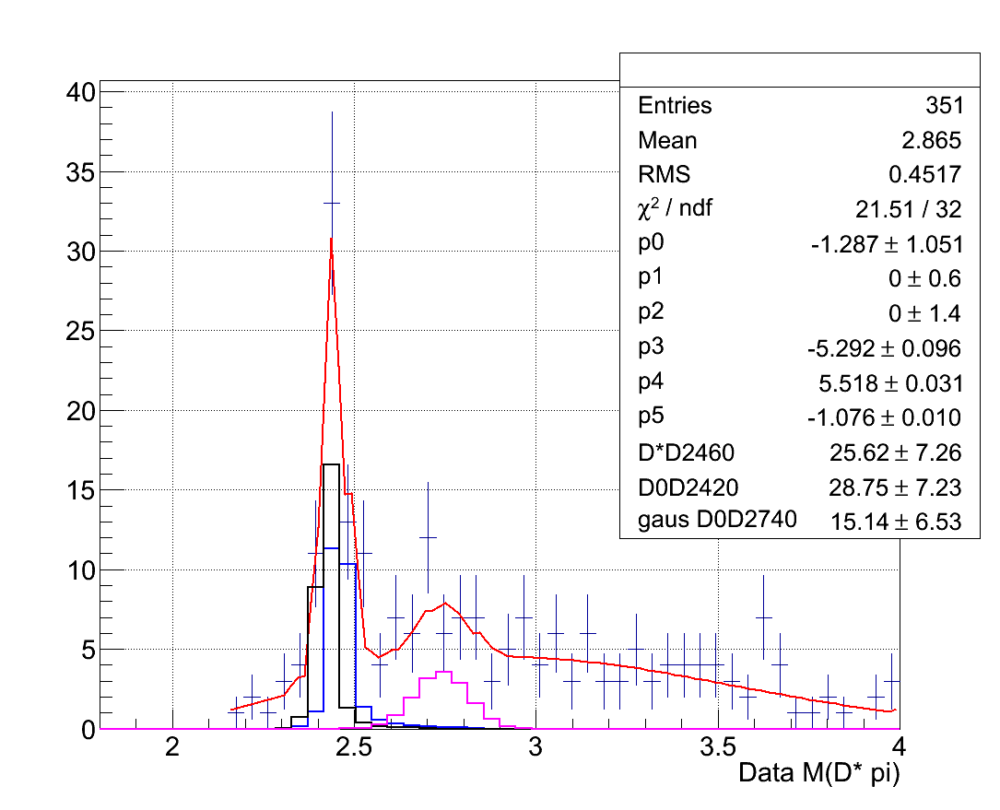 40
35
30
25
20
15
10
5
0
2
2.5
3
3.5
4
Data M(D* pi)
Entries 351
Mean 2.865
RMS 0.4517
χ² / ndf 21.51 / 32
p0 -1.287 ± 1.051
p1 0 ± 0.6
p2 0 ± 1.4
p3 -5.292 ± 0.096
p4 5.518 ± 0.031
p5 -1.076 ± 0.010
D*D2460 25.62 ± 7.26
D0D2420 28.75 ± 7.23
gaus D0D2740 15.14 ± 6.53